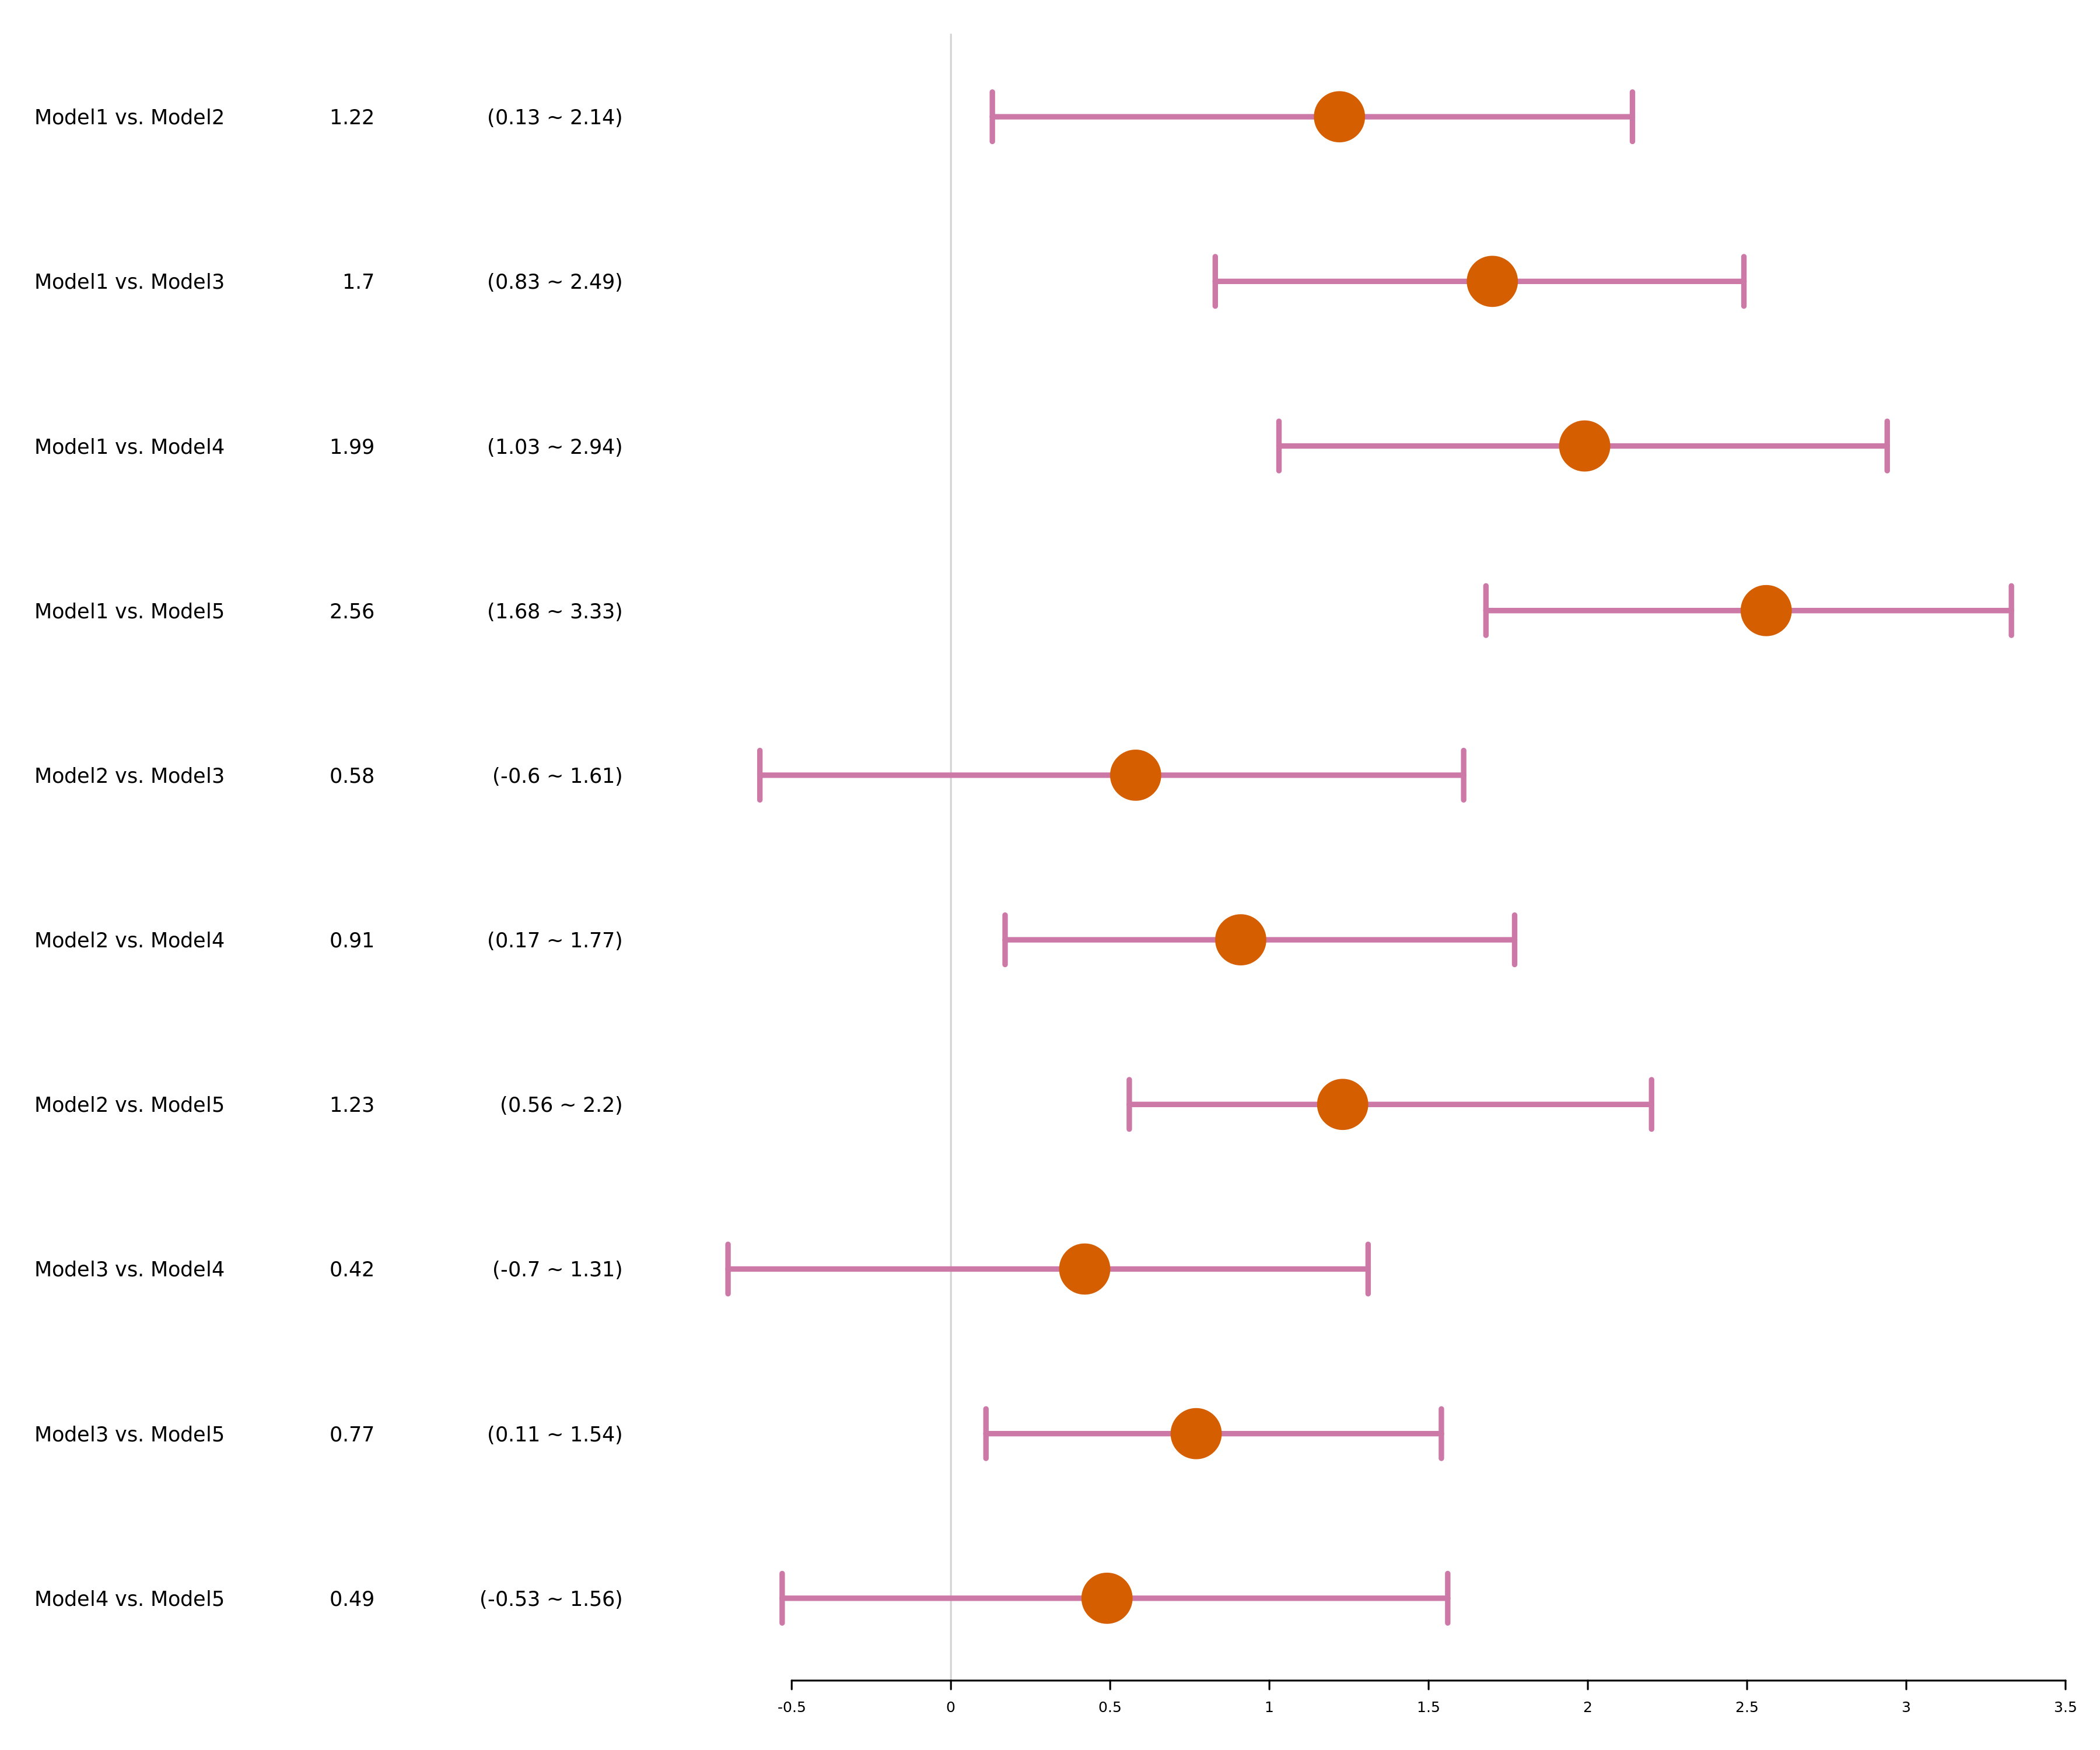 Model1 vs. Model2 1.22 (0.13 ~ 2.14)
Model1 vs. Model3 1.7 (0.83 ~ 2.49)
Model1 vs. Model4 1.99 (1.03 ~ 2.94)
Model1 vs. Model5 2.56 (1.68 ~ 3.33)
Model2 vs. Model3 0.58 (-0.6 ~ 1.61)
Model2 vs. Model4 0.91 (0.17 ~ 1.77)
Model2 vs. Model5 1.23 (0.56 ~ 2.2)
Model3 vs. Model4 0.42 (-0.7 ~ 1.31)
Model3 vs. Model5 0.77 (0.11 ~ 1.54)
Model4 vs. Model5 0.49 (-0.53 ~ 1.56)
-0.5 0 0.5 1 1.5 2 2.5 3 3.5